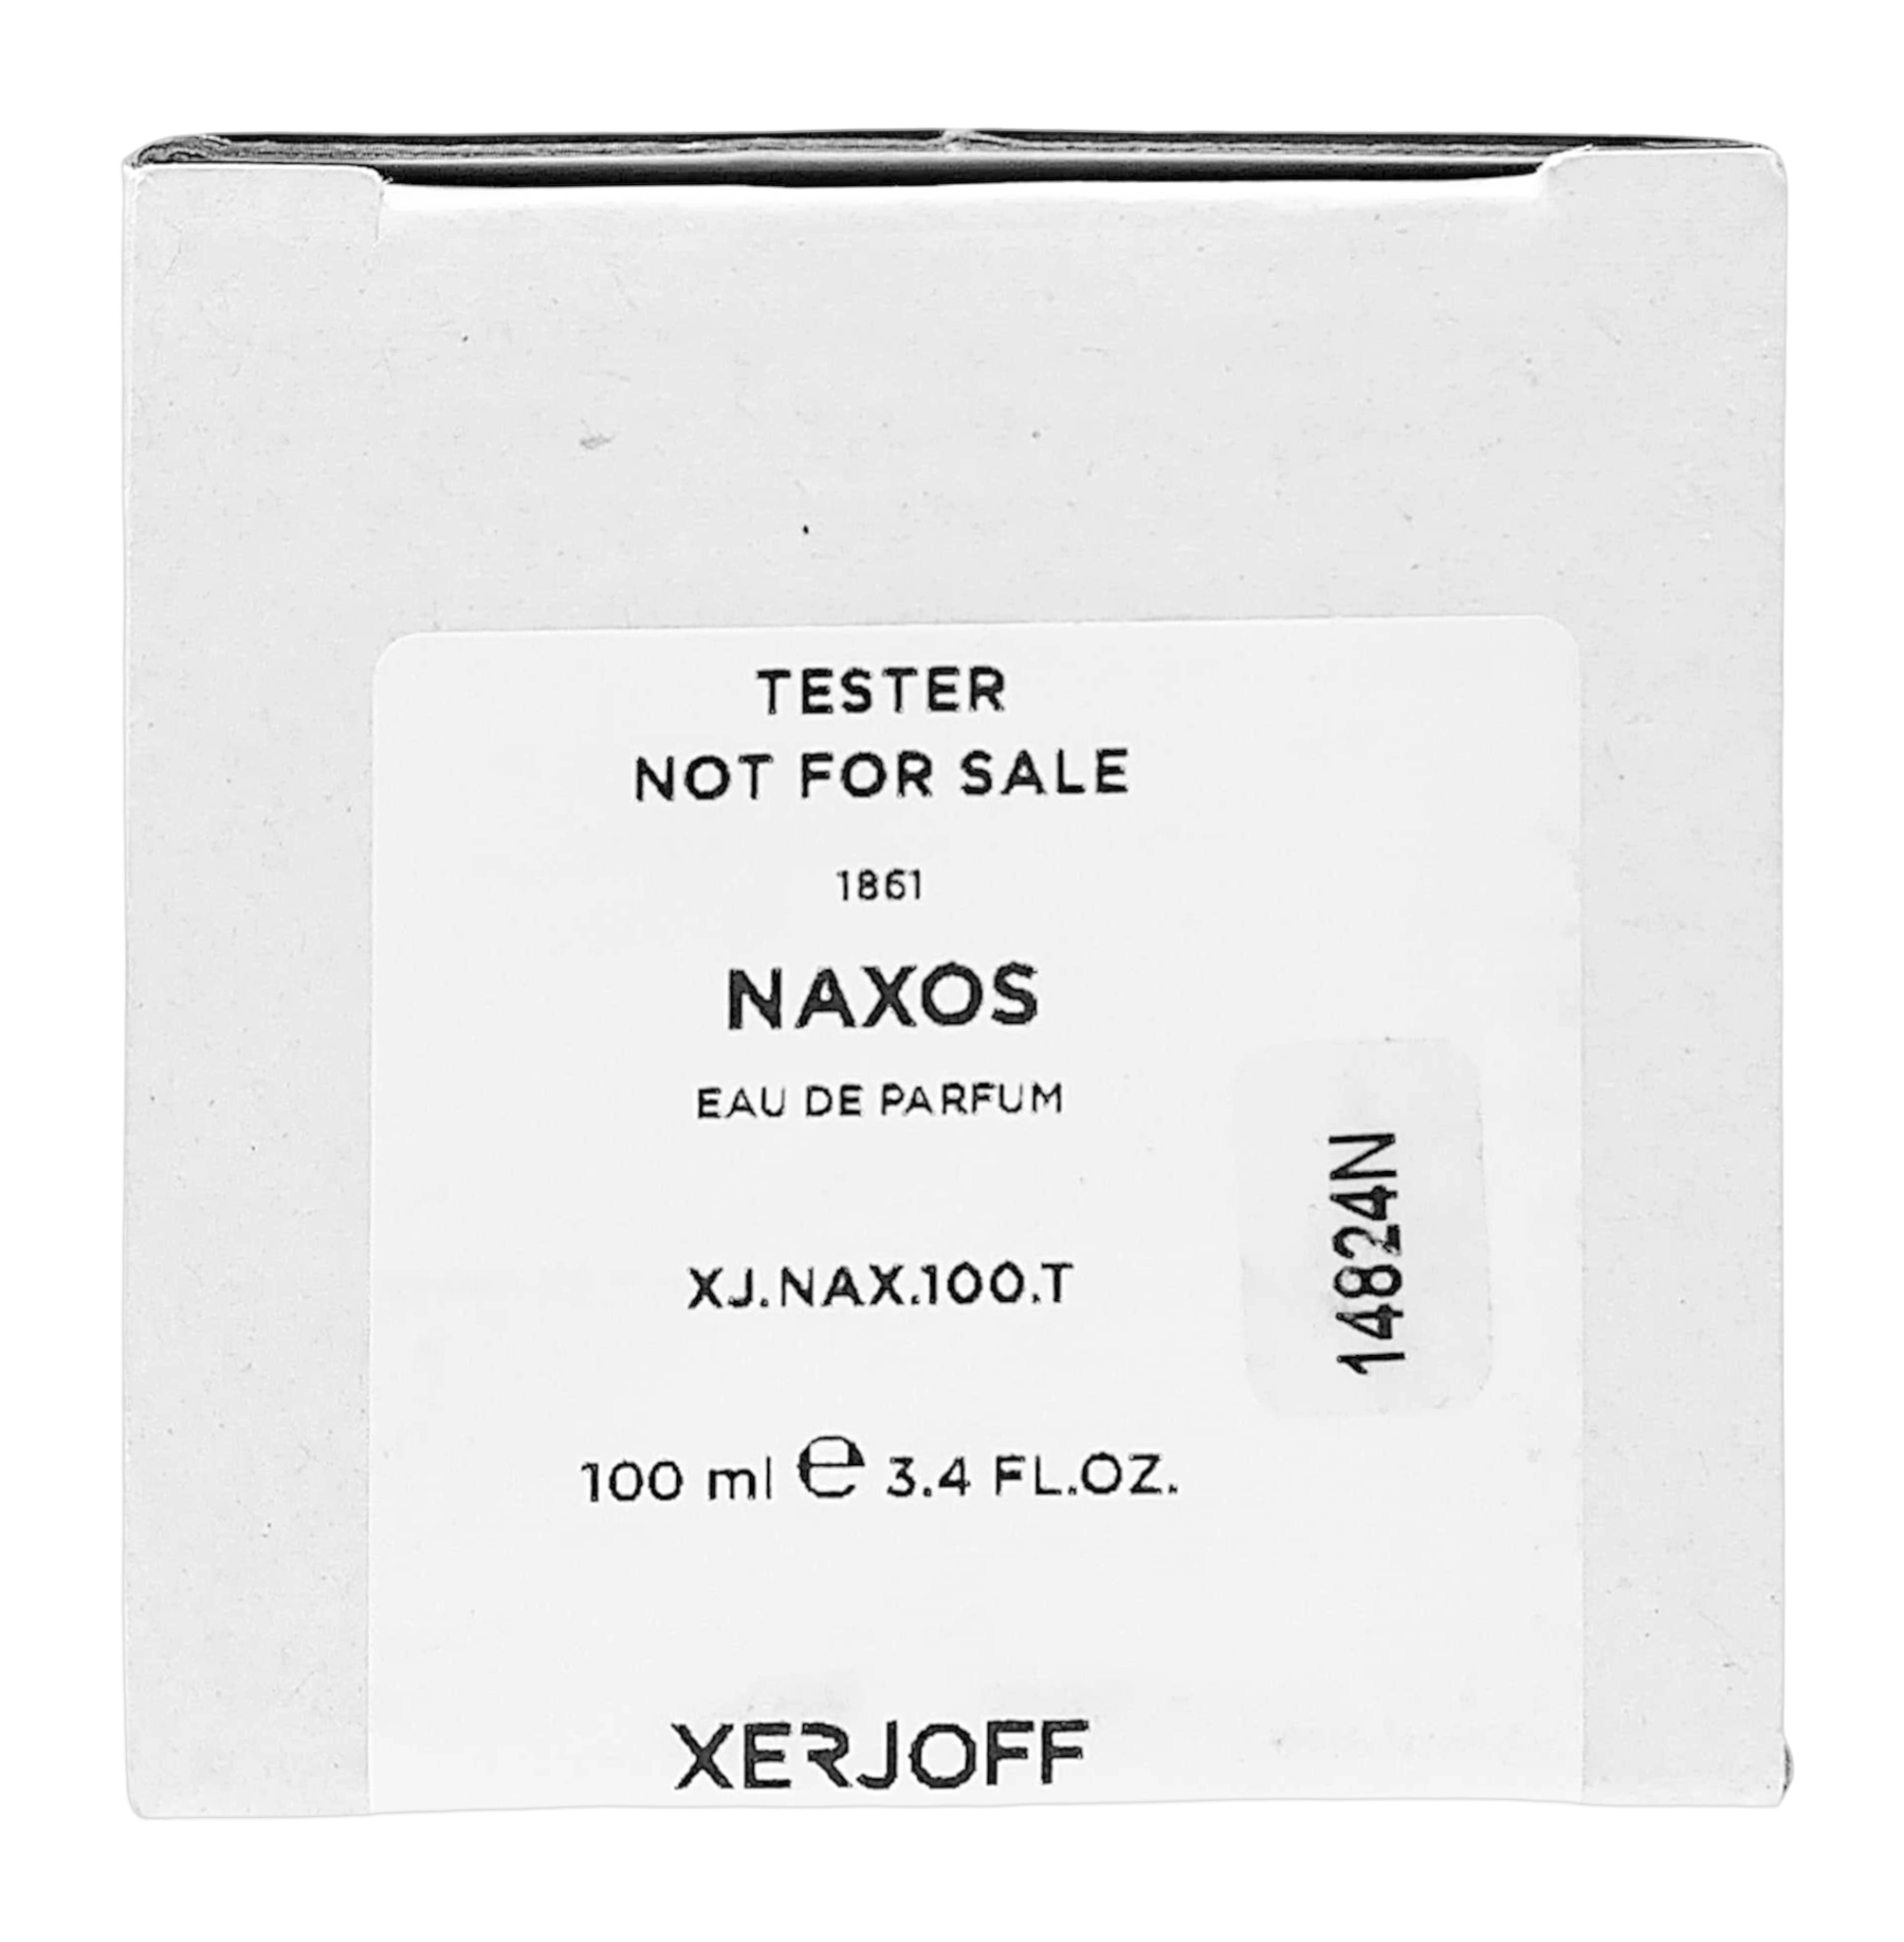 TESTER
NOT FOR SALE
1861
NAXOS
EAU DE PARFUM
XJ.NAX.100.T
14824N
100 ml ℮ 3.4 FL.OZ.
XERJOFF